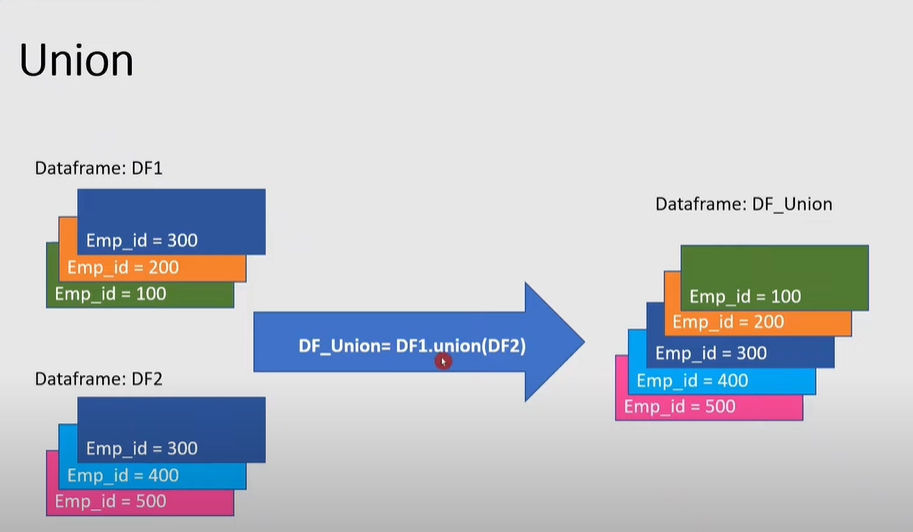 Union
Dataframe: DF1
Emp_id = 300
Emp_id = 200
Emp_id = 100
DF_Union= DF1.union(DF2)
Dataframe: DF2
Emp_id = 300
Emp_id = 400
Emp_id = 500
Dataframe: DF_Union
Emp_id = 100
Emp_id = 200
Emp_id = 300
Emp_id = 400
Emp_id = 500